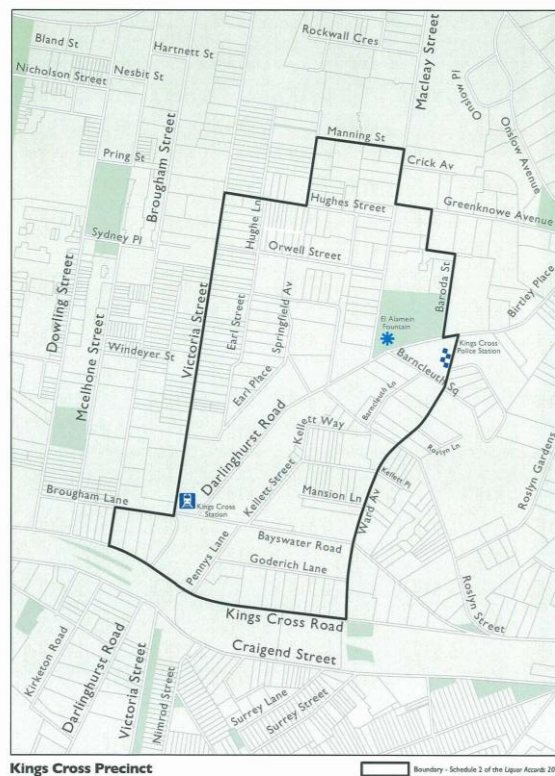 Rockwall Cres
Macleay Street
Bland St
Hartnett St
Nicholson Street
Nesbit St
Onslow Pl
Onslow Avenue
Manning St
Crick Av
Pring St
Brougham Street
Hughes Street
Greenknowe Avenue
Hughe Ln
Sydney Pl
Orwell Street
Baroda St
Dowling Street
Victoria Street
Birtley Place
Springfield Av
Earl Street
El Alamein
Fountain
Kings Cross
Police Station
Mcelhone Street
Windeyer St
Barncleuth Sq
Earl Place
Barncleuth Ln
Darlinghurst Road
Kellett Way
Roslyn Ln
Kellett Pl
Roslyn Gardens
Kellett Street
Mansion Ln
Ward Av
Brougham Lane
Kings Cross
Station
Bayswater Road
Pennys Lane
Goderich Lane
Roslyn Street
Kings Cross Road
Craigend Street
Kirketon Road
Darlinghurst Road
Victoria Street
Nimrod Street
Surrey Lane
Surrey Street
Kings Cross Precinct
Boundary - Schedule 2 of the Liquor Accords 20